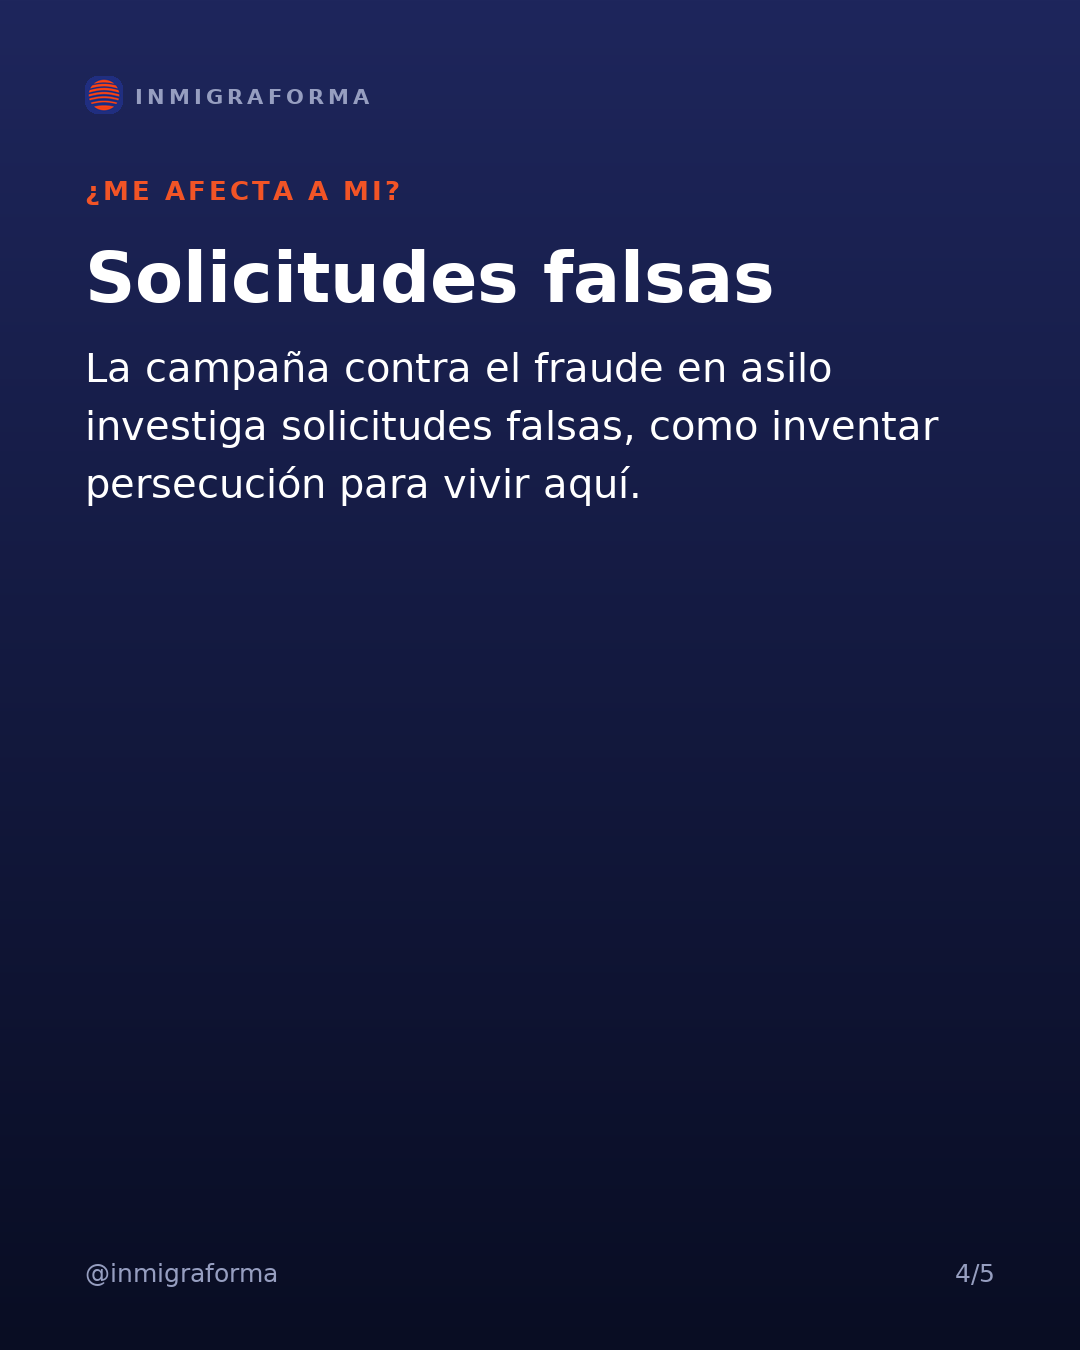 INMIGRAFORMA
¿ME AFECTA A MI?
Solicitudes falsas
La campaña contra el fraude en asilo
investiga solicitudes falsas, como inventar
persecución para vivir aquí.
@inmigraforma
4/5